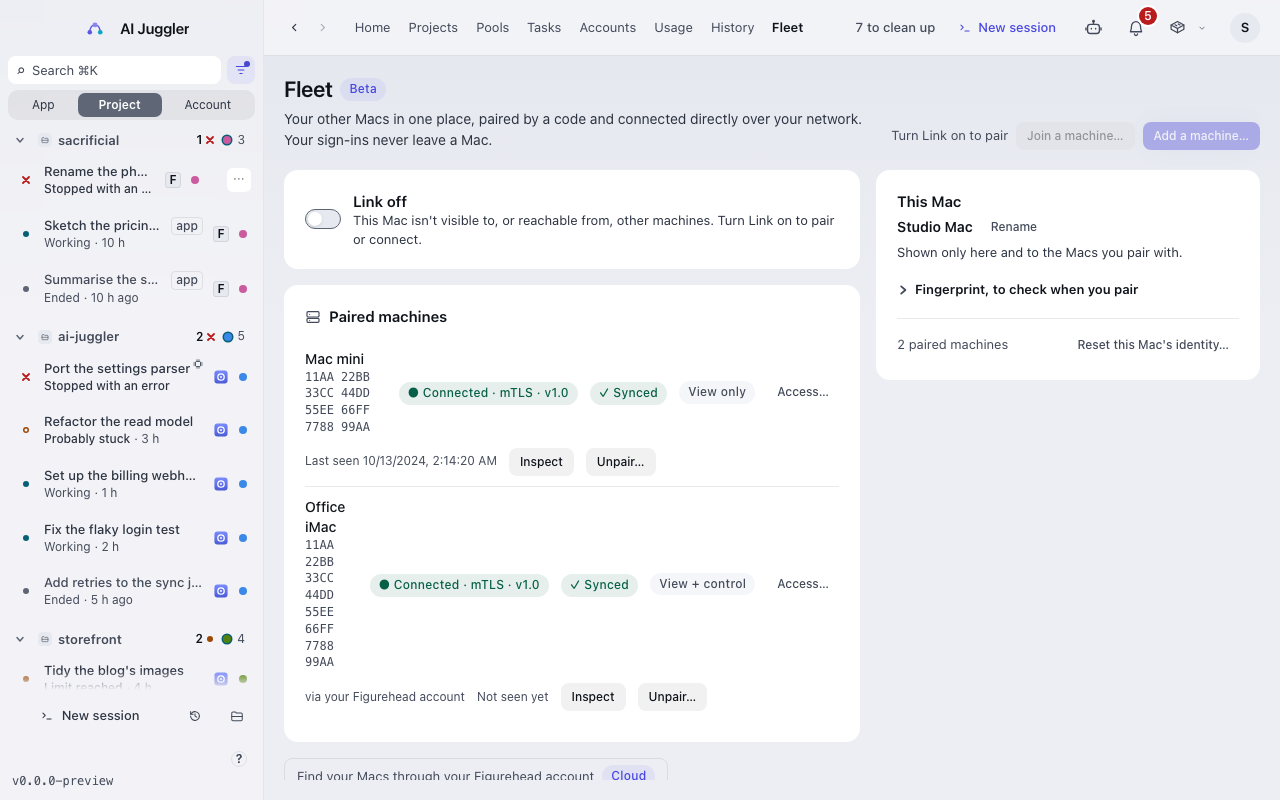 AI Juggler
Search ⌘K
App Project Account
sacrificial 1 3
Rename the ph... F
Stopped with an ...
Sketch the pricin... app F
Working · 10 h
Summarise the s... app F
Ended · 10 h ago
ai-juggler 2 5
Port the settings parser
Stopped with an error
Refactor the read model
Probably stuck · 3 h
Set up the billing webh...
Working · 1 h
Fix the flaky login test
Working · 2 h
Add retries to the sync j...
Ended · 5 h ago
storefront 2 4
Tidy the blog's images
Limit reached · 4 h
New session
?
v0.0.0-preview
Home Projects Pools Tasks Accounts Usage History Fleet 7 to clean up New session 5 S
Fleet Beta
Your other Macs in one place, paired by a code and connected directly over your network.
Your sign-ins never leave a Mac.
Turn Link on to pair Join a machine... Add a machine...
Link off
This Mac isn't visible to, or reachable from, other machines. Turn Link on to pair
or connect.
Paired machines
Mac mini
11AA 22BB
33CC 44DD
55EE 66FF
7788 99AA
Connected · mTLS · v1.0 ✓ Synced View only Access...
Last seen 10/13/2024, 2:14:20 AM Inspect Unpair...
Office
iMac
11AA
22BB
33CC
44DD
55EE
66FF
7788
99AA
Connected · mTLS · v1.0 ✓ Synced View + control Access...
via your Figurehead account Not seen yet Inspect Unpair...
Find your Macs through your Figurehead account Cloud
This Mac
Studio Mac Rename
Shown only here and to the Macs you pair with.
Fingerprint, to check when you pair
2 paired machines Reset this Mac's identity...